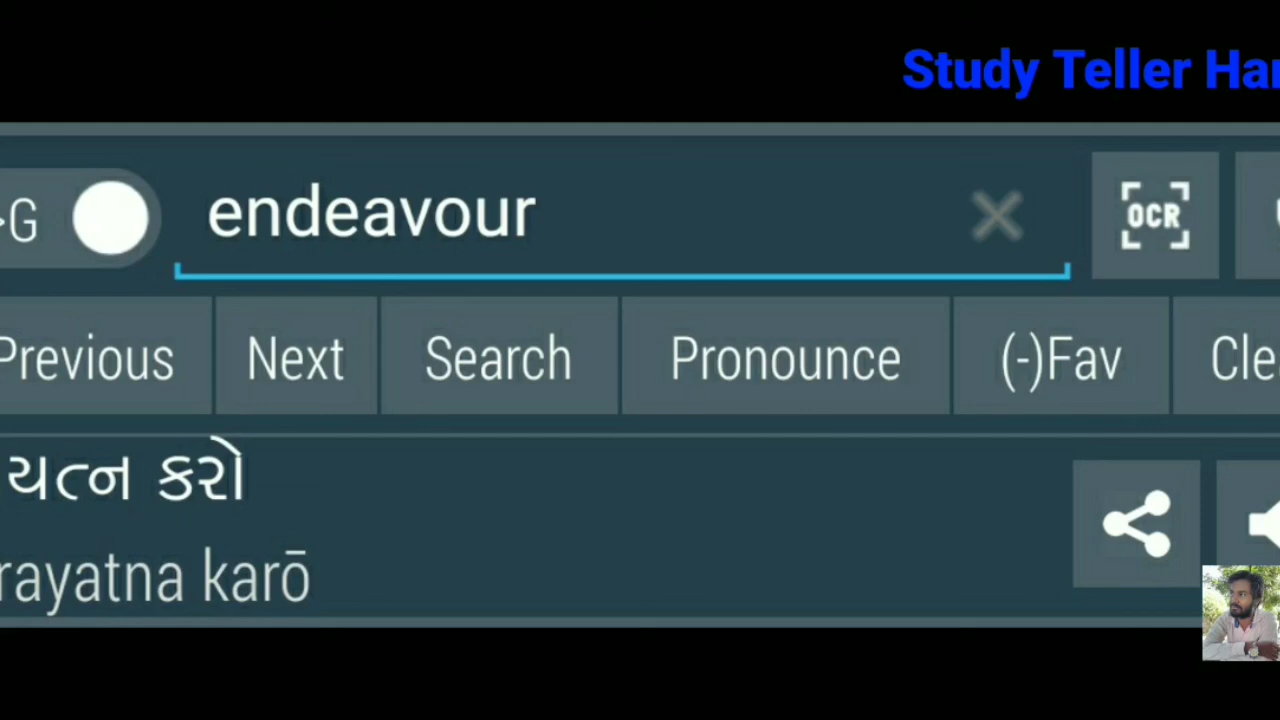 Study Teller Har
>G endeavour OCR
Previous Next Search Pronounce (-)Fav Cle
યત્ન કરો
rayatna karō